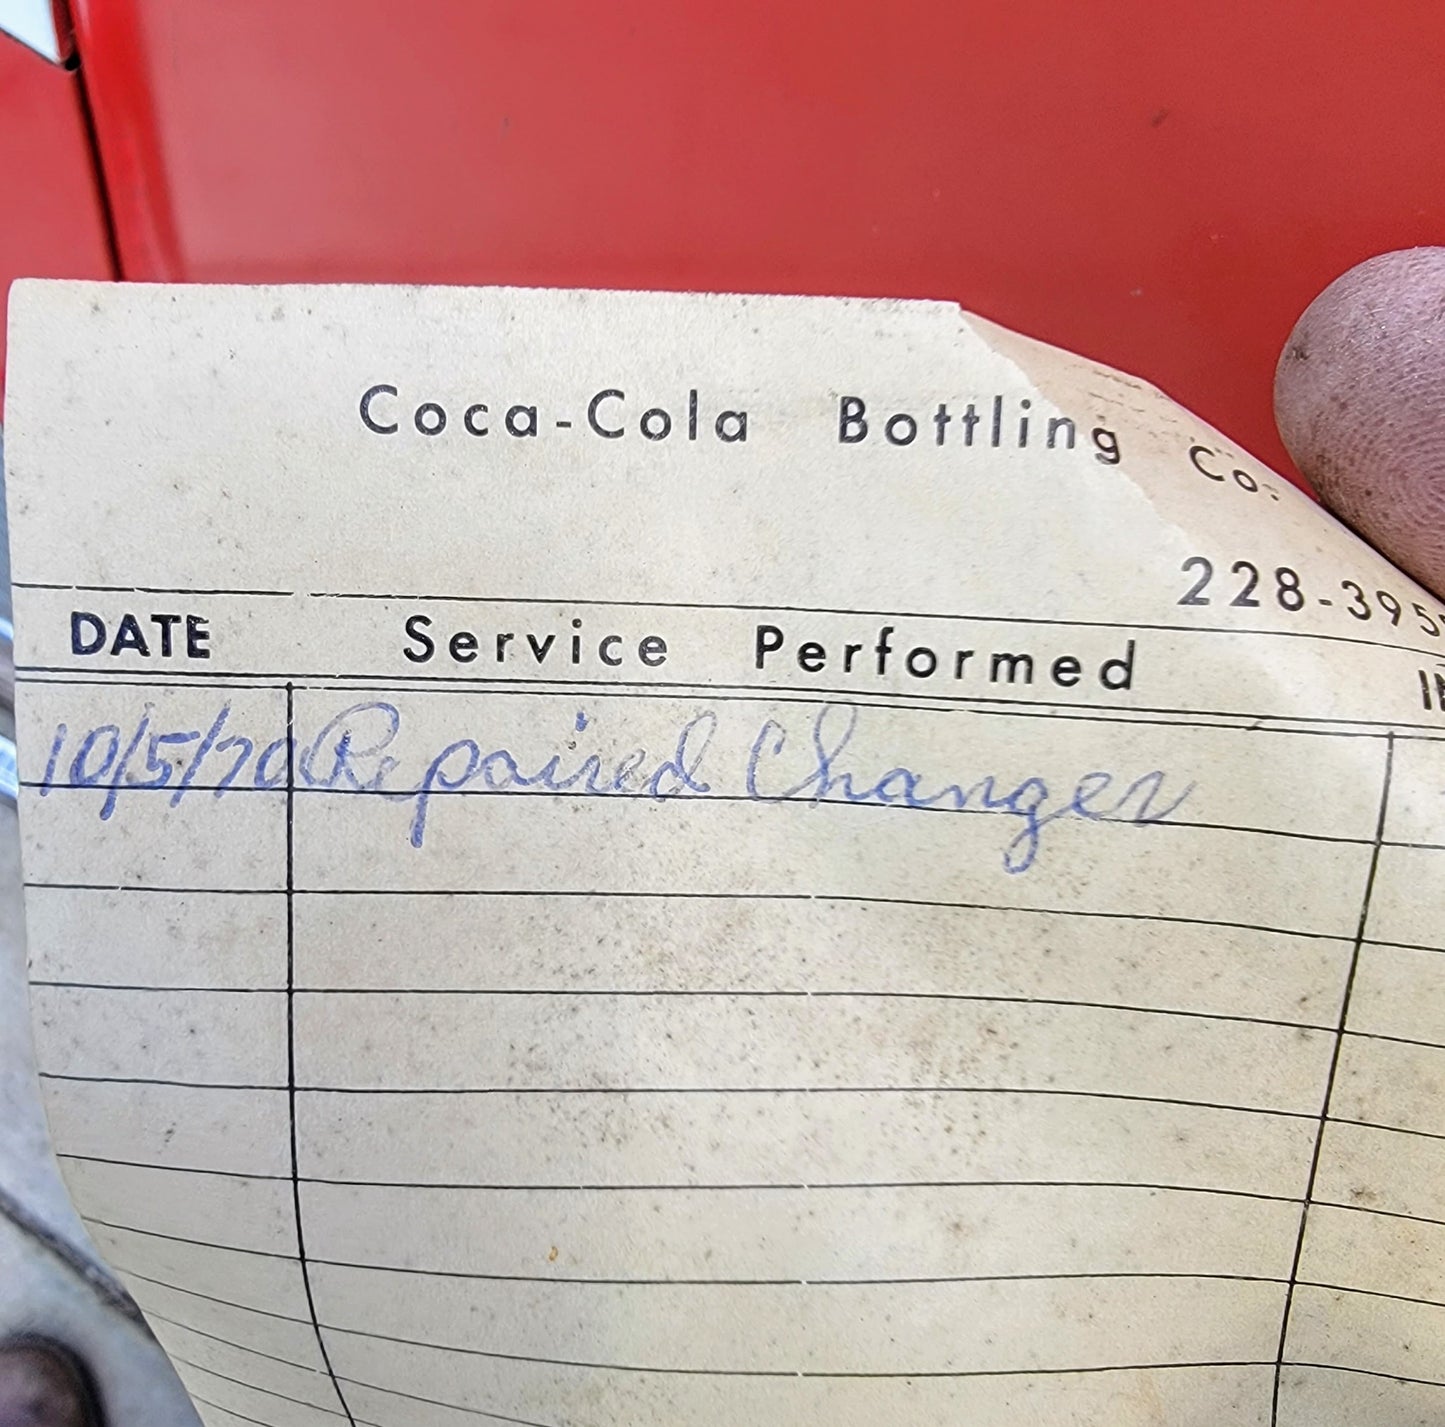 Coca-Cola Bottling Co.
228-395
DATE Service Performed
10/5/70 Repaired Changer